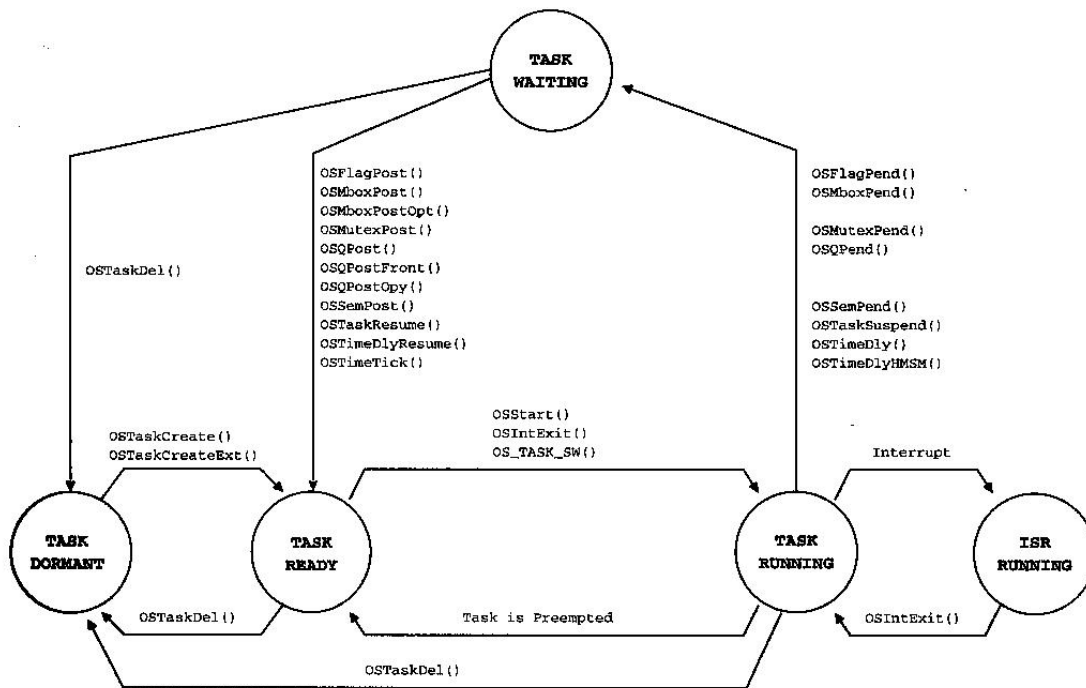 TASK
WAITING
OSFlagPost()
OSMboxPost()
OSMboxPostOpt()
OSMutexPost()
OSQPost()
OSQPostFront()
OSQPostOpy()
OSSemPost()
OSTaskResume()
OSTimeDlyResume()
OSTimeTick()
OSFlagPend()
OSMboxPend()
OSMutexPend()
OSQPend()
OSSemPend()
OSTaskSuspend()
OSTimeDly()
OSTimeDlyHMSM()
OSTaskDel()
OSTaskCreate()
OSTaskCreateExt()
OSStart()
OSIntExit()
OS_TASK_SW()
Interrupt
TASK
DORMANT
TASK
READY
TASK
RUNNING
ISR
RUNNING
OSTaskDel()
Task is Preempted
OSIntExit()
OSTaskDel()